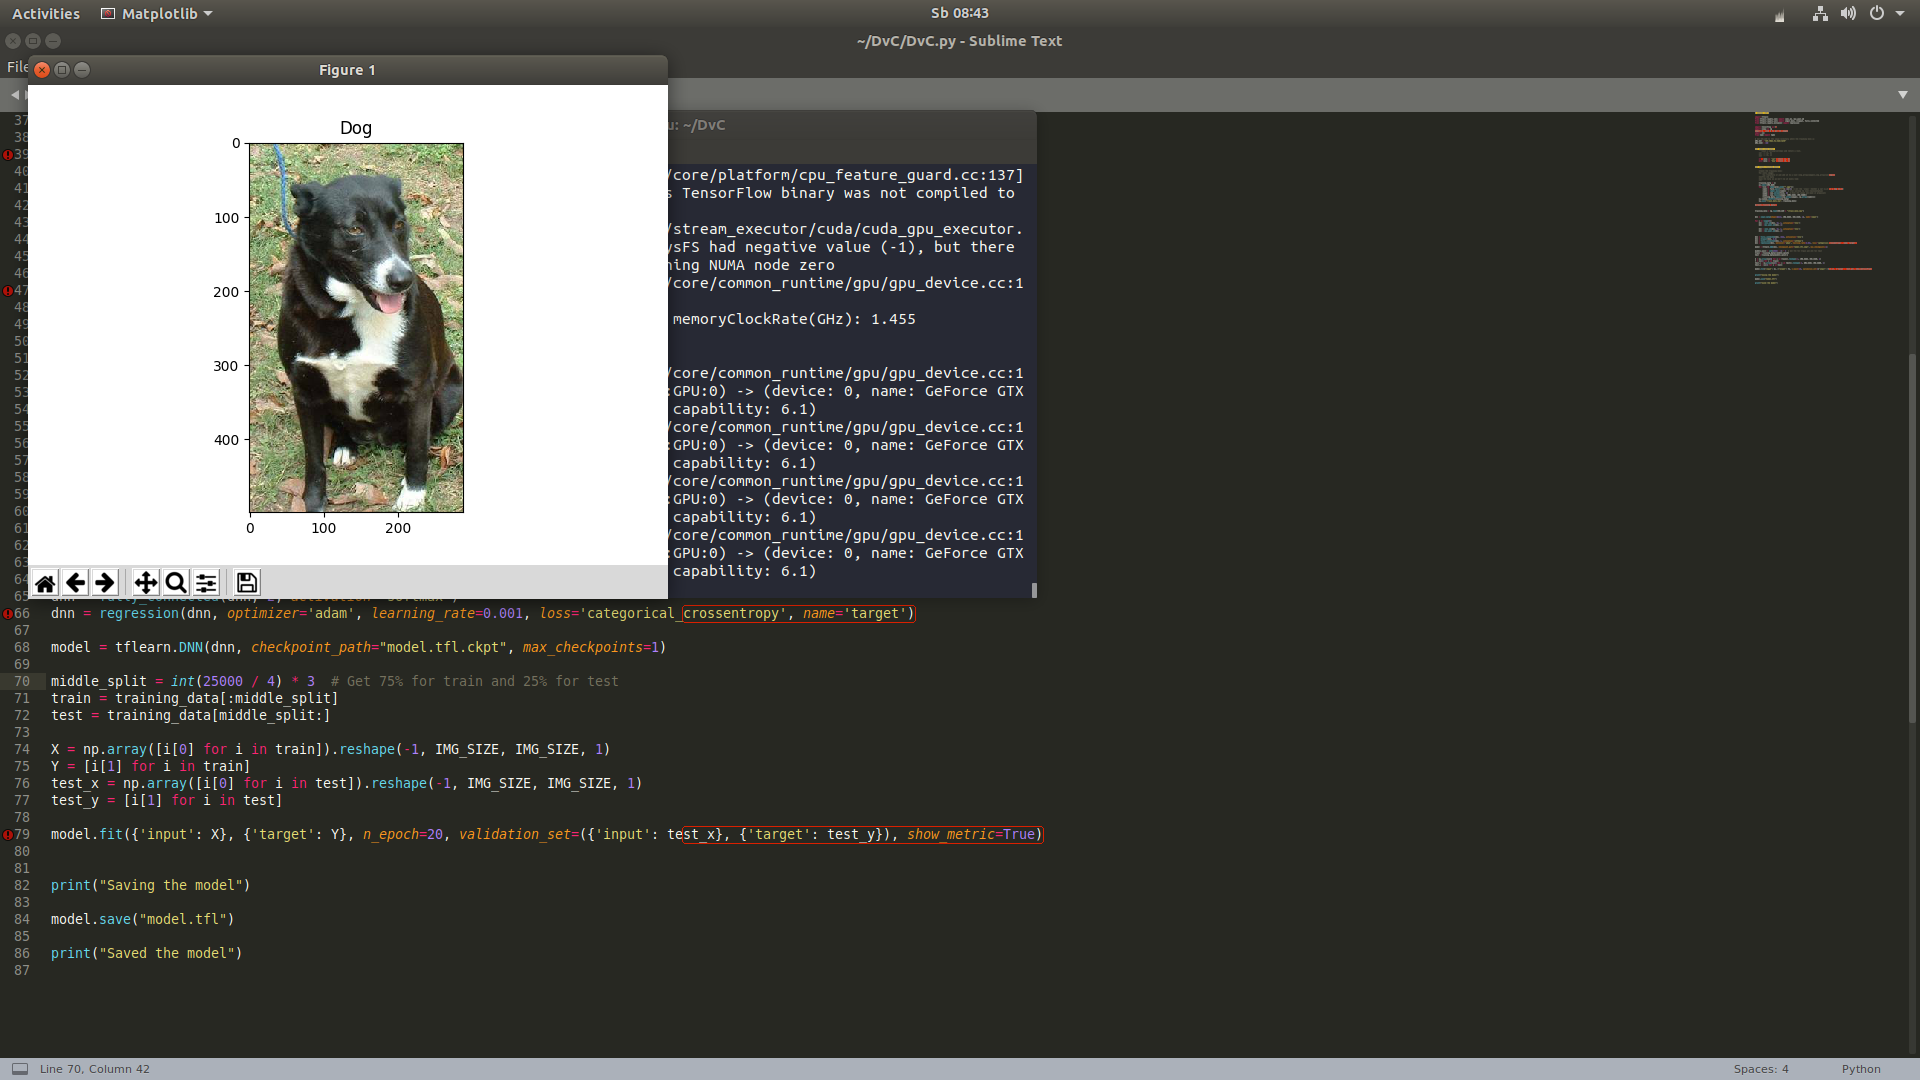 Activities
Matplotlib
Sb 08:43
~/DvC/DvC.py - Sublime Text
File
Figure 1
Dog
0
100
200
300
400
0 100 200
u: ~/DvC
/core/platform/cpu_feature_guard.cc:137]
s TensorFlow binary was not compiled to
/stream_executor/cuda/cuda_gpu_executor.
ysFS had negative value (-1), but there
ning NUMA node zero
/core/common_runtime/gpu/gpu_device.cc:1
memoryClockRate(GHz): 1.455
/core/common_runtime/gpu/gpu_device.cc:1
:GPU:0) -> (device: 0, name: GeForce GTX
capability: 6.1)
/core/common_runtime/gpu/gpu_device.cc:1
:GPU:0) -> (device: 0, name: GeForce GTX
capability: 6.1)
/core/common_runtime/gpu/gpu_device.cc:1
:GPU:0) -> (device: 0, name: GeForce GTX
capability: 6.1)
/core/common_runtime/gpu/gpu_device.cc:1
:GPU:0) -> (device: 0, name: GeForce GTX
capability: 6.1)
37
38
39
40
41
42
43
44
45
46
47
48
49
50
51
52
53
54
55
56
57
58
59
60
61
62
63
64
65
66 dnn = regression(dnn, optimizer='adam', learning_rate=0.001, loss='categorical_crossentropy', name='target')
67
68 model = tflearn.DNN(dnn, checkpoint_path="model.tfl.ckpt", max_checkpoints=1)
69
70 middle_split = int(25000 / 4) * 3  # Get 75% for train and 25% for test
71 train = training_data[:middle_split]
72 test = training_data[middle_split:]
73
74 X = np.array([i[0] for i in train]).reshape(-1, IMG_SIZE, IMG_SIZE, 1)
75 Y = [i[1] for i in train]
76 test_x = np.array([i[0] for i in test]).reshape(-1, IMG_SIZE, IMG_SIZE, 1)
77 test_y = [i[1] for i in test]
78
79 model.fit({'input': X}, {'target': Y}, n_epoch=20, validation_set=({'input': test_x}, {'target': test_y}), show_metric=True)
80
81
82 print("Saving the model")
83
84 model.save("model.tfl")
85
86 print("Saved the model")
87
Line 70, Column 42
Spaces: 4
Python